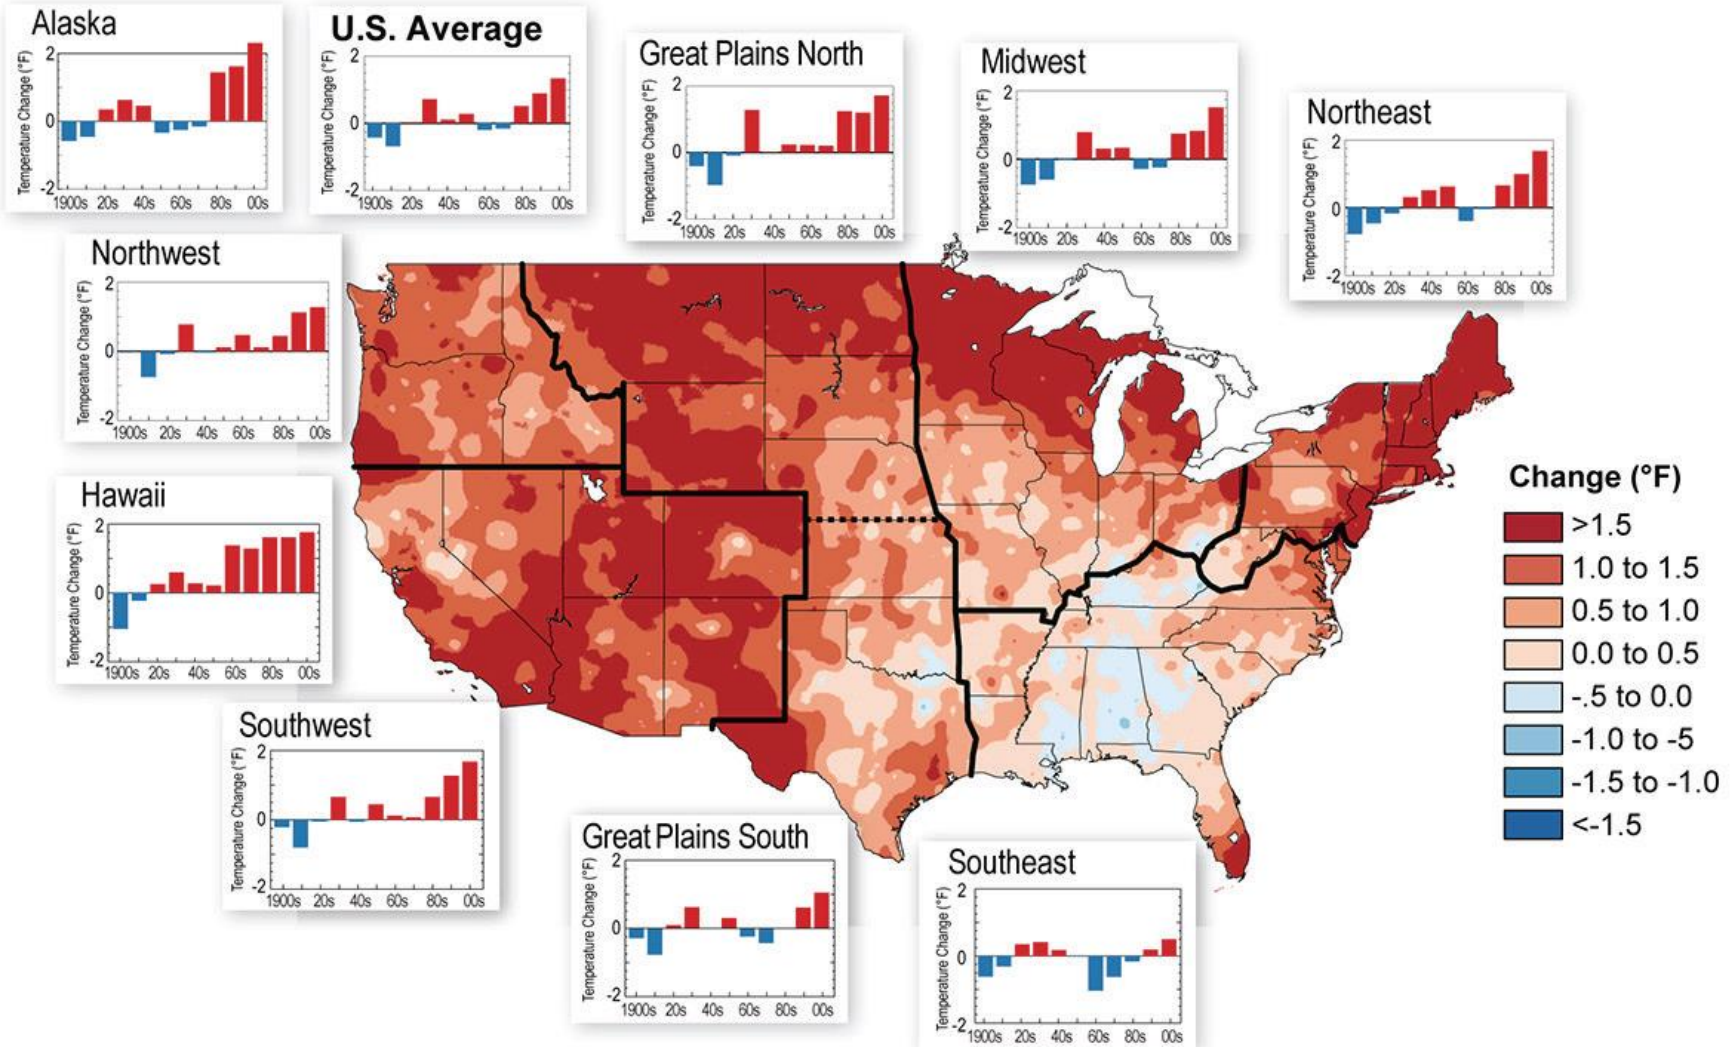 Alaska
Temperature Change (°F)
2
0
-2
1900s 20s 40s 60s 80s 00s
U.S. Average
Temperature Change (°F)
2
0
-2
1900s 20s 40s 60s 80s 00s
Great Plains North
Temperature Change (°F)
2
0
-2
1900s 20s 40s 60s 80s 00s
Midwest
Temperature Change (°F)
2
0
-2
1900s 20s 40s 60s 80s 00s
Northeast
Temperature Change (°F)
2
0
-2
1900s 20s 40s 60s 80s 00s
Northwest
Temperature Change (°F)
2
0
-2
1900s 20s 40s 60s 80s 00s
Hawaii
Temperature Change (°F)
2
0
-2
1900s 20s 40s 60s 80s 00s
Southwest
Temperature Change (°F)
2
0
-2
1900s 20s 40s 60s 80s 00s
Great Plains South
Temperature Change (°F)
2
0
-2
1900s 20s 40s 60s 80s 00s
Southeast
Temperature Change (°F)
2
0
-2
1900s 20s 40s 60s 80s 00s
Change (°F)
>1.5
1.0 to 1.5
0.5 to 1.0
0.0 to 0.5
-.5 to 0.0
-1.0 to -5
-1.5 to -1.0
<-1.5